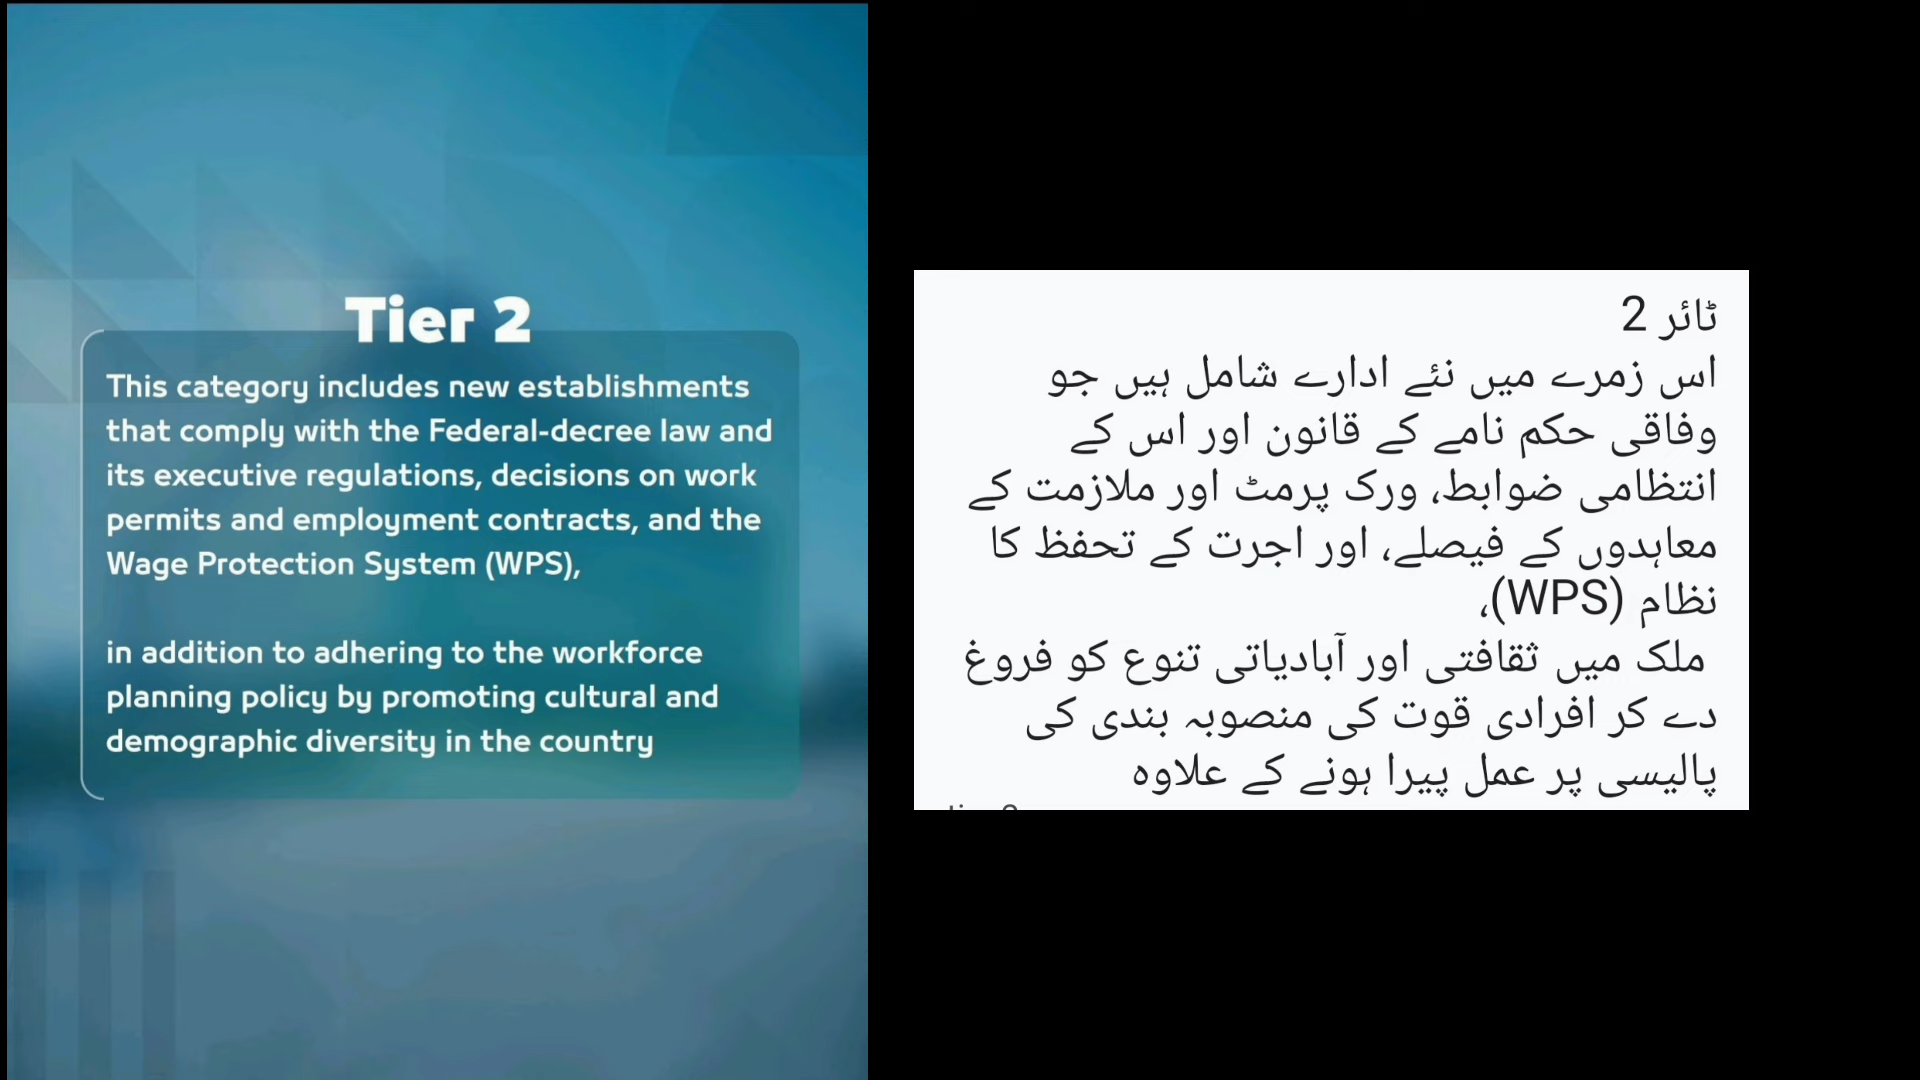 Tier 2
This category includes new establishments
that comply with the Federal-decree law and
its executive regulations, decisions on work
permits and employment contracts, and the
Wage Protection System (WPS),
in addition to adhering to the workforce
planning policy by promoting cultural and
demographic diversity in the country
ٹائر 2
اس زمرے میں نئے ادارے شامل ہیں جو
وفاقی حکم نامے کے قانون اور اس کے
انتظامی ضوابط، ورک پرمٹ اور ملازمت کے
معاہدوں کے فیصلے، اور اجرت کے تحفظ کا
نظام (WPS)،
ملک میں ثقافتی اور آبادیاتی تنوع کو فروغ
دے کر افرادی قوت کی منصوبہ بندی کی
پالیسی پر عمل پیرا ہونے کے علاوہ